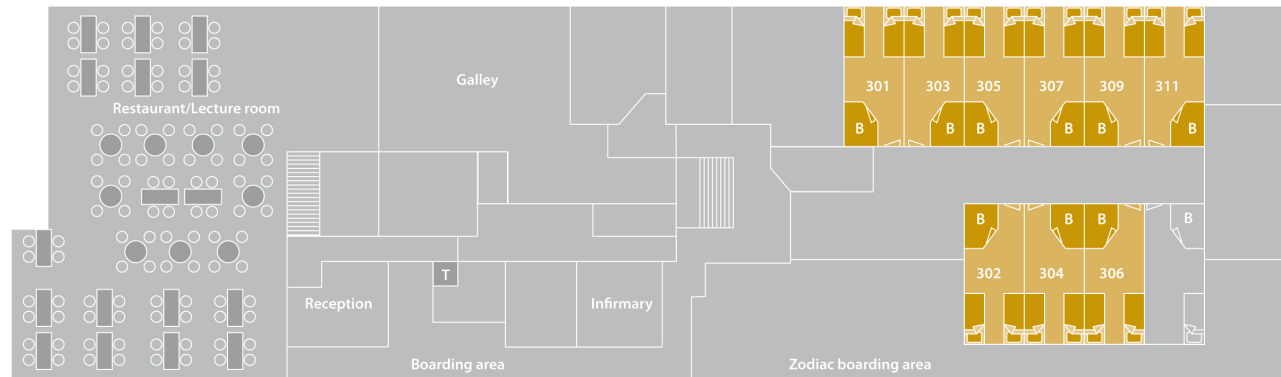 Galley
301
303
305
307
309
311
Restaurant/Lecture room
B
B
B
B
B
B
B
B
B
B
302
304
306
T
Reception
Infirmary
Boarding area
Zodiac boarding area